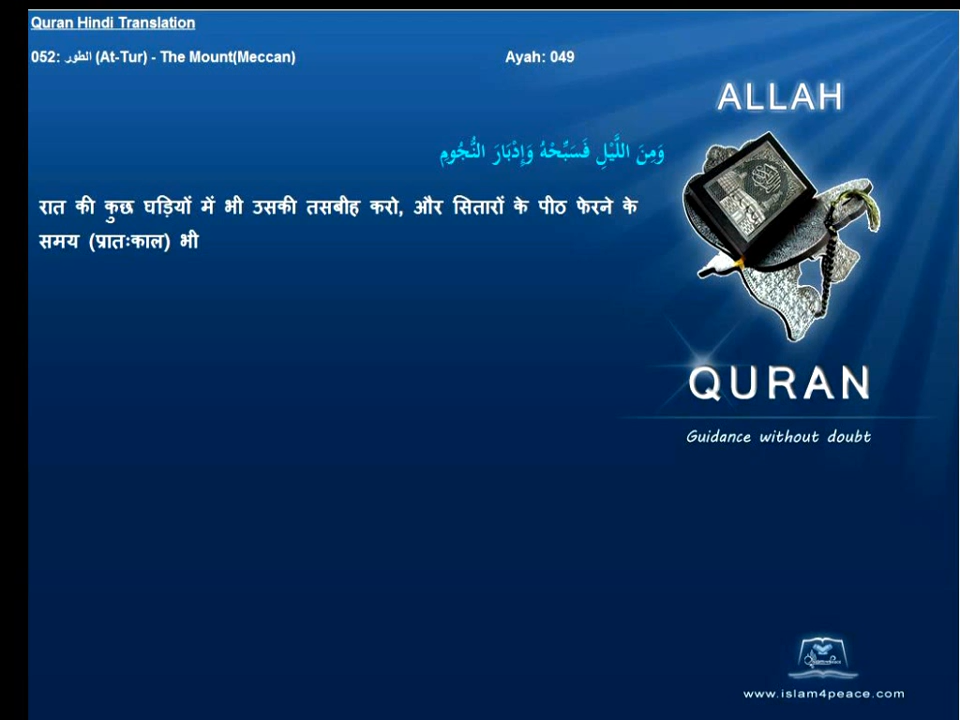 Quran Hindi Translation
052: الطور (At-Tur) - The Mount(Meccan) Ayah: 049
وَمِنَ اللَّيْلِ فَسَبِّحْهُ وَإِدْبَارَ النُّجُومِ
रात की कुछ घड़ियों में भी उसकी तसबीह करो, और सितारों के पीठ फेरने के
समय (प्रातःकाल) भी
ALLAH
QURAN
Guidance without doubt
www.islam4peace.com